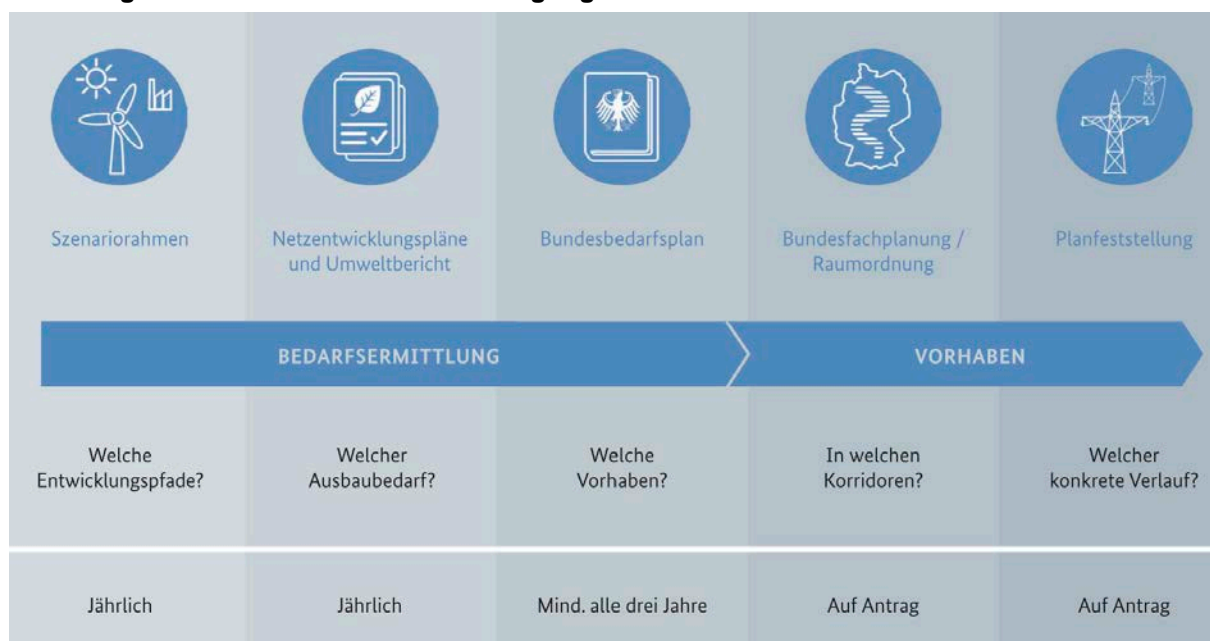 Szenariorahmen
Netzentwicklungspläne
und Umweltbericht
Bundesbedarfsplan
Bundesfachplanung /
Raumordnung
Planfeststellung
BEDARFSERMITTLUNG
VORHABEN
Welche
Entwicklungspfade?
Welcher
Ausbaubedarf?
Welche
Vorhaben?
In welchen
Korridoren?
Welcher
konkrete Verlauf?
Jährlich
Jährlich
Mind. alle drei Jahre
Auf Antrag
Auf Antrag